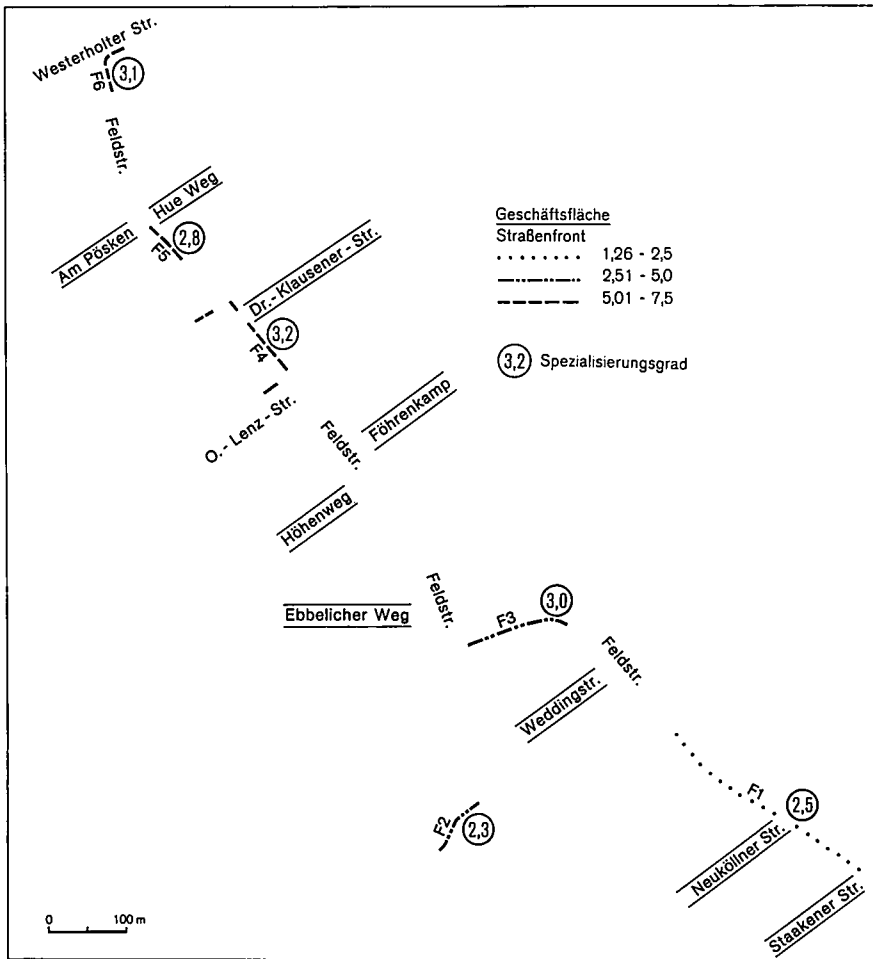 Westerholter Str.
F6
3,1
Feldstr.
Hue Weg
Am Pösken
F5
2,8
Geschäftsfläche
Straßenfront
1,26 - 2,5
2,51 - 5,0
5,01 - 7,5
Dr.-Klausener-Str.
F4
3,2
3,2 Spezialisierungsgrad
O.-Lenz-Str.
Feldstr.
Föhrenkamp
Höhenweg
Ebbelicher Weg
Feldstr.
F3
3,0
Feldstr.
Weddingstr.
F1
2,5
F2
2,3
Neuköllner Str.
Staakener Str.
0 100 m